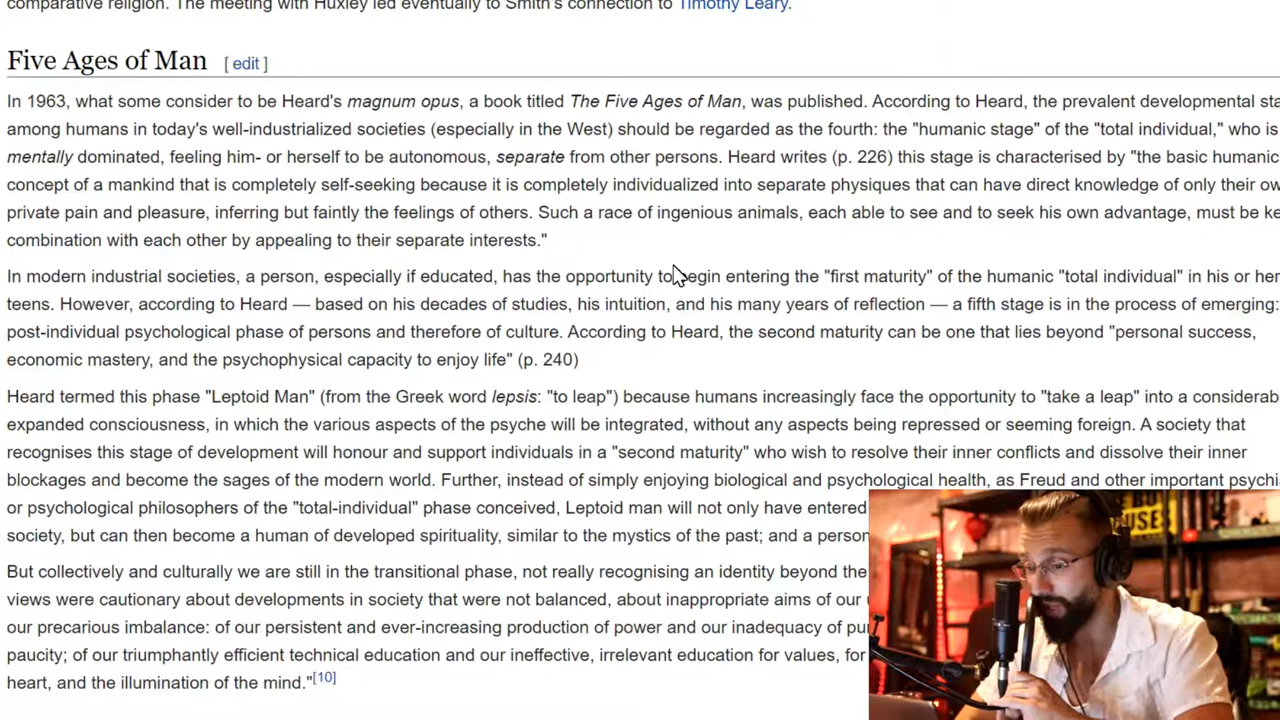 comparative religion. The meeting with Huxley led eventually to Smith's connection to Timothy Leary.
Five Ages of Man [ edit ]
In 1963, what some consider to be Heard's magnum opus, a book titled The Five Ages of Man, was published. According to Heard, the prevalent developmental sta
among humans in today's well-industrialized societies (especially in the West) should be regarded as the fourth: the "humanic stage" of the "total individual," who is
mentally dominated, feeling him- or herself to be autonomous, separate from other persons. Heard writes (p. 226) this stage is characterised by "the basic humanic
concept of a mankind that is completely self-seeking because it is completely individualized into separate physiques that can have direct knowledge of only their ow
private pain and pleasure, inferring but faintly the feelings of others. Such a race of ingenious animals, each able to see and to seek his own advantage, must be ke
combination with each other by appealing to their separate interests."
In modern industrial societies, a person, especially if educated, has the opportunity to begin entering the "first maturity" of the humanic "total individual" in his or her
teens. However, according to Heard — based on his decades of studies, his intuition, and his many years of reflection — a fifth stage is in the process of emerging:
post-individual psychological phase of persons and therefore of culture. According to Heard, the second maturity can be one that lies beyond "personal success,
economic mastery, and the psychophysical capacity to enjoy life" (p. 240)
Heard termed this phase "Leptoid Man" (from the Greek word lepsis: "to leap") because humans increasingly face the opportunity to "take a leap" into a considerab
expanded consciousness, in which the various aspects of the psyche will be integrated, without any aspects being repressed or seeming foreign. A society that
recognises this stage of development will honour and support individuals in a "second maturity" who wish to resolve their inner conflicts and dissolve their inner
blockages and become the sages of the modern world. Further, instead of simply enjoying biological and psychological health, as Freud and other important psychi
or psychological philosophers of the "total-individual" phase conceived, Leptoid man will not only have entered
society, but can then become a human of developed spirituality, similar to the mystics of the past; and a person
But collectively and culturally we are still in the transitional phase, not really recognising an identity beyond the
views were cautionary about developments in society that were not balanced, about inappropriate aims of our
our precarious imbalance: of our persistent and ever-increasing production of power and our inadequacy of pu
paucity; of our triumphantly efficient technical education and our ineffective, irrelevant education for values, for
heart, and the illumination of the mind."[10]